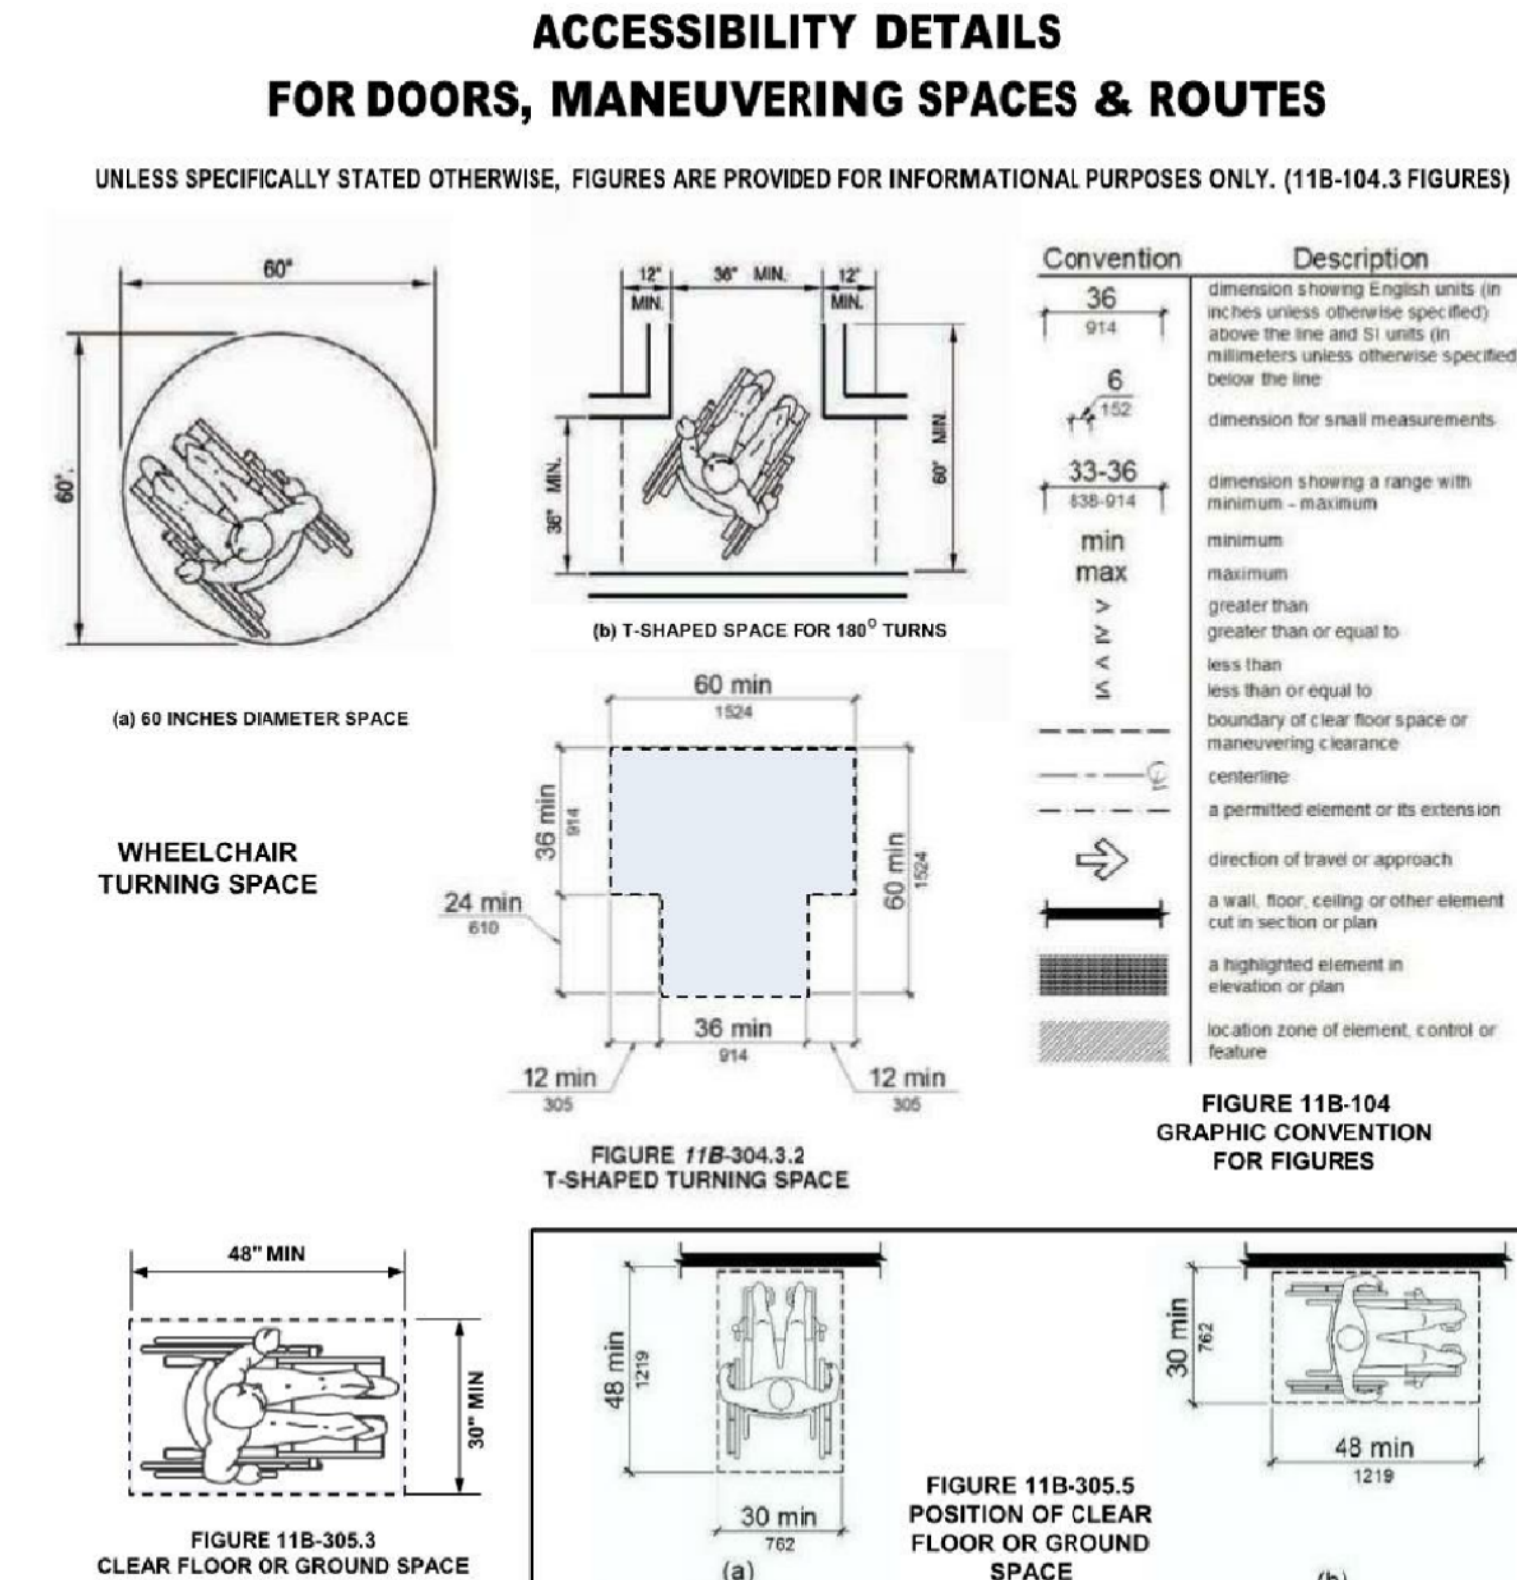 ACCESSIBILITY DETAILS
FOR DOORS, MANEUVERING SPACES & ROUTES
UNLESS SPECIFICALLY STATED OTHERWISE, FIGURES ARE PROVIDED FOR INFORMATIONAL PURPOSES ONLY. (11B-104.3 FIGURES)
60"
60"
(a) 60 INCHES DIAMETER SPACE
WHEELCHAIR
TURNING SPACE
12" 36" MIN. 12"
MIN. MIN.
36" MIN.
60" MIN.
(b) T-SHAPED SPACE FOR 180° TURNS
60 min
1524
36 min
914
24 min
610
60 min
1524
36 min
914
12 min
305
12 min
305
FIGURE 11B-304.3.2
T-SHAPED TURNING SPACE
Convention Description
36
914
dimension showing English units (in
inches unless otherwise specified)
above the line and SI units (in
millimeters unless otherwise specified
below the line
6
152
dimension for small measurements
33-36
838-914
dimension showing a range with
minimum - maximum
min minimum
max maximum
> greater than
≥ greater than or equal to
< less than
≤ less than or equal to
boundary of clear floor space or
maneuvering clearance
centerline
a permitted element or its extension
direction of travel or approach
a wall, floor, ceiling or other element
cut in section or plan
a highlighted element in
elevation or plan
location zone of element, control or
feature
FIGURE 11B-104
GRAPHIC CONVENTION
FOR FIGURES
48" MIN
30" MIN
FIGURE 11B-305.3
CLEAR FLOOR OR GROUND SPACE
48 min
1219
30 min
762
(a)
FIGURE 11B-305.5
POSITION OF CLEAR
FLOOR OR GROUND
SPACE
30 min
762
48 min
1219
(b)